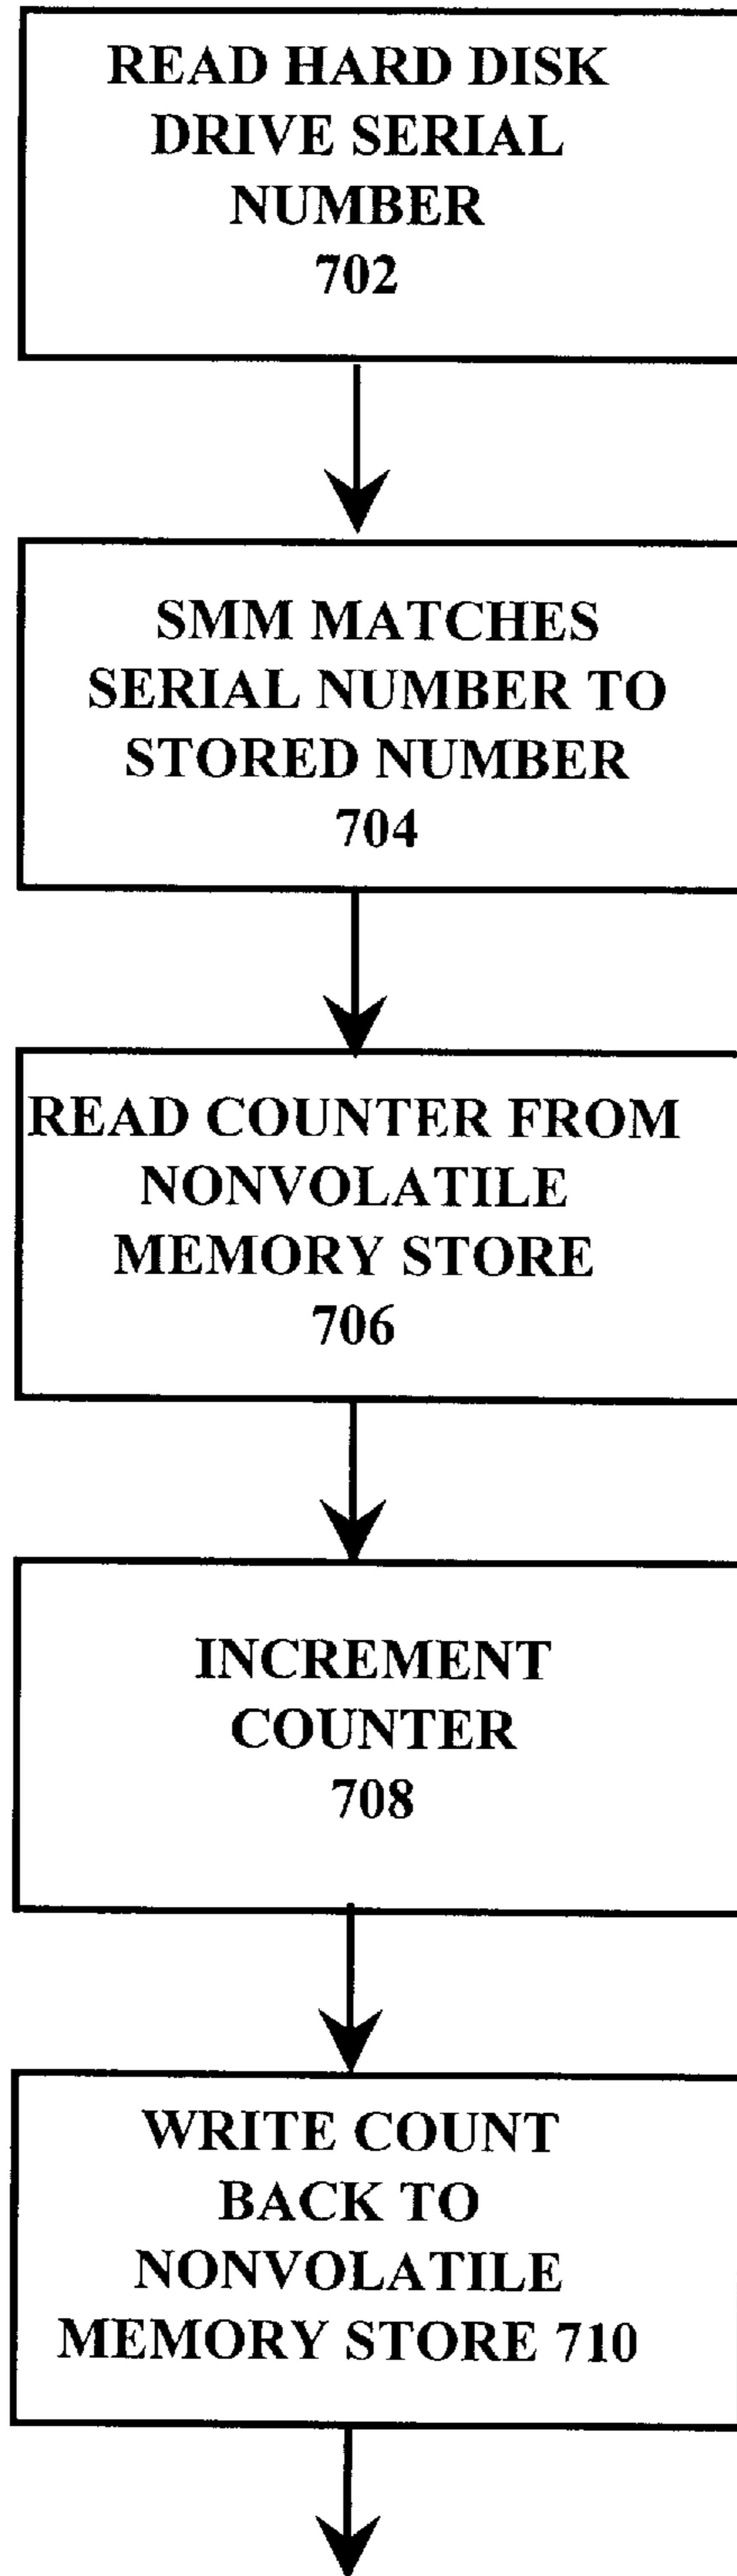 READ HARD DISK
DRIVE SERIAL
NUMBER
702
SMM MATCHES
SERIAL NUMBER TO
STORED NUMBER
704
READ COUNTER FROM
NONVOLATILE
MEMORY STORE
706
INCREMENT
COUNTER
708
WRITE COUNT
BACK TO
NONVOLATILE
MEMORY STORE 710